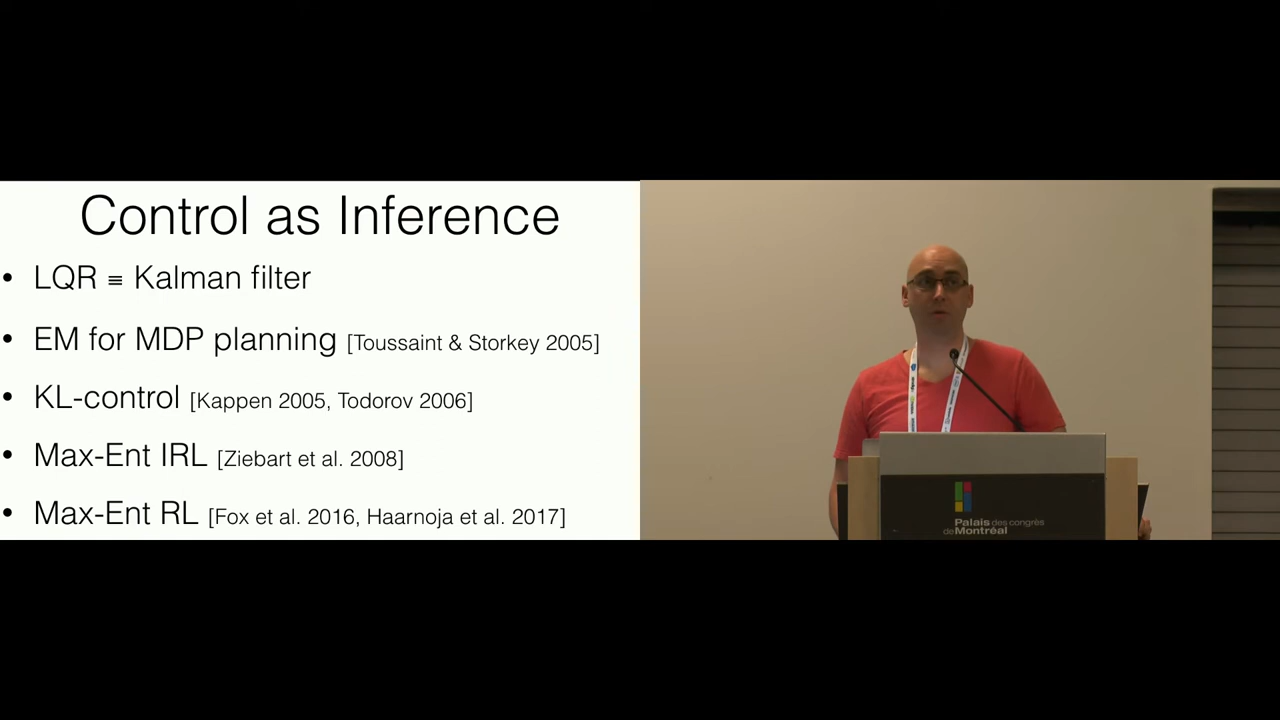 Control as Inference
• LQR ≡ Kalman filter
• EM for MDP planning [Toussaint & Storkey 2005]
• KL-control [Kappen 2005, Todorov 2006]
• Max-Ent IRL [Ziebart et al. 2008]
• Max-Ent RL [Fox et al. 2016, Haarnoja et al. 2017]
Palais des congrès
de Montréal